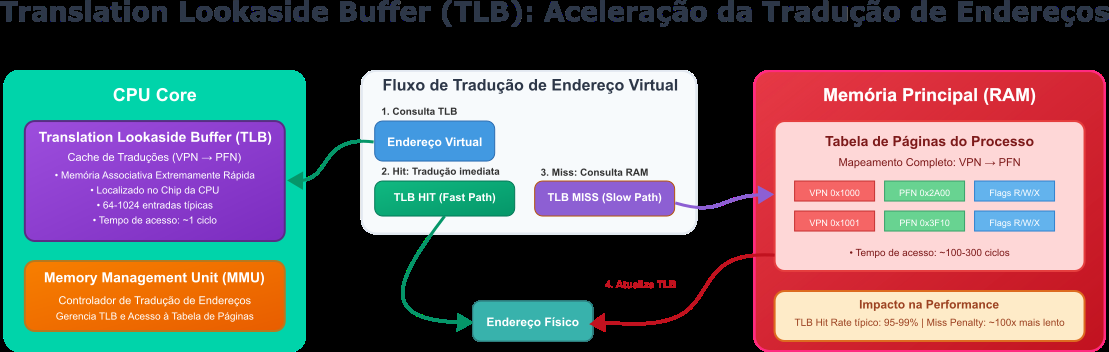 Translation Lookaside Buffer (TLB): Aceleração da Tradução de Endereços
CPU Core
Translation Lookaside Buffer (TLB)
Cache de Traduções (VPN → PFN)
• Memória Associativa Extremamente Rápida
• Localizado no Chip da CPU
• 64-1024 entradas típicas
• Tempo de acesso: ~1 ciclo
Memory Management Unit (MMU)
Controlador de Tradução de Endereços
Gerencia TLB e Acesso à Tabela de Páginas
Fluxo de Tradução de Endereço Virtual
1. Consulta TLB
Endereço Virtual
2. Hit: Tradução imediata
TLB HIT (Fast Path)
3. Miss: Consulta RAM
TLB MISS (Slow Path)
4. Atualiza TLB
Endereço Físico
Memória Principal (RAM)
Tabela de Páginas do Processo
Mapeamento Completo: VPN → PFN
VPN 0x1000 PFN 0x2A00 Flags R/W/X
VPN 0x1001 PFN 0x3F10 Flags R/W/X
• Tempo de acesso: ~100-300 ciclos
Impacto na Performance
TLB Hit Rate típico: 95-99% | Miss Penalty: ~100x mais lento